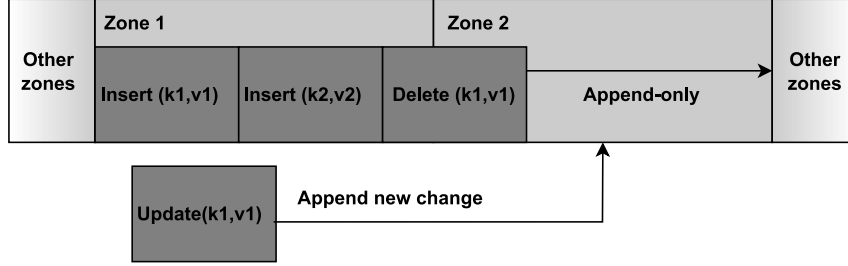 Zone 1
Zone 2
Other
zones
Insert (k1,v1)
Insert (k2,v2)
Delete (k1,v1)
Append-only
Other
zones
Update(k1,v1)
Append new change